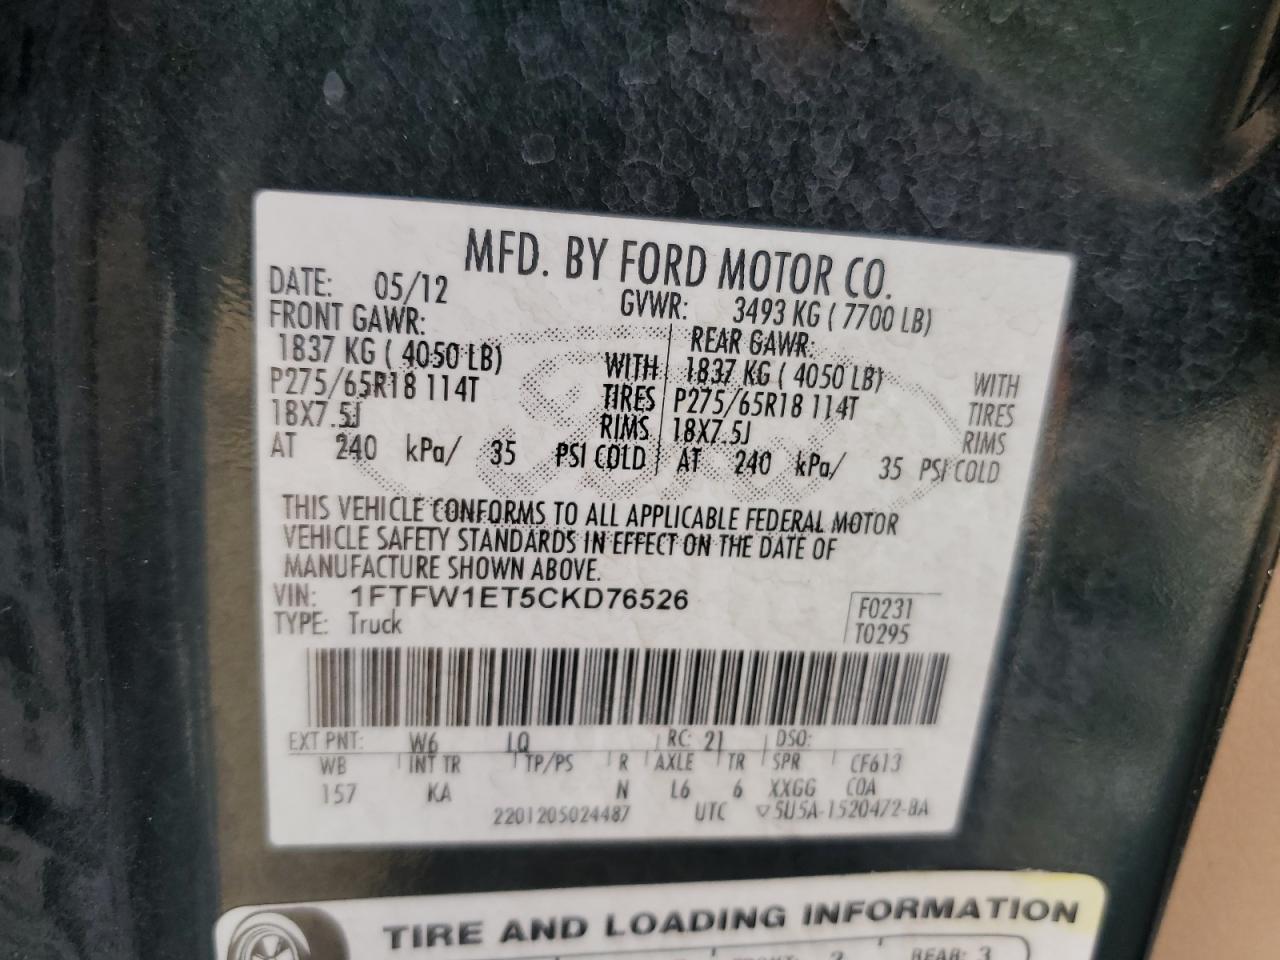 MFD. BY FORD MOTOR CO.
DATE: 05/12 GVWR: 3493 KG ( 7700 LB)
FRONT GAWR: REAR GAWR:
1837 KG ( 4050 LB) WITH 1837 KG ( 4050 LB) WITH
P275/65R18 114T TIRES P275/65R18 114T TIRES
18X7.5J RIMS 18X7.5J RIMS
AT 240 kPa/ 35 PSI COLD AT 240 kPa/ 35 PSI COLD
THIS VEHICLE CONFORMS TO ALL APPLICABLE FEDERAL MOTOR
VEHICLE SAFETY STANDARDS IN EFFECT ON THE DATE OF
MANUFACTURE SHOWN ABOVE.
VIN: 1FTFW1ET5CKD76526 F0231
TYPE: Truck T0295
EXT PNT: W6 LQ RC: 21 DSO:
WB INT TR TP/PS R AXLE TR SPR CF613
157 KA N L6 6 XXGG COA
2201205024487 UTC ▽5U5A-1520472-BA
TIRE AND LOADING INFORMATION
2 REAR: 3